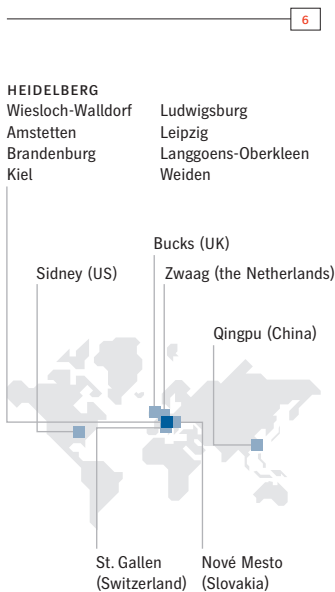 6
HEIDELBERG
Wiesloch-Walldorf
Amstetten
Brandenburg
Kiel
Ludwigsburg
Leipzig
Langgoens-Oberkleen
Weiden
Bucks (UK)
Sidney (US)
Zwaag (the Netherlands)
Qingpu (China)
St. Gallen
(Switzerland)
Nové Mesto
(Slovakia)